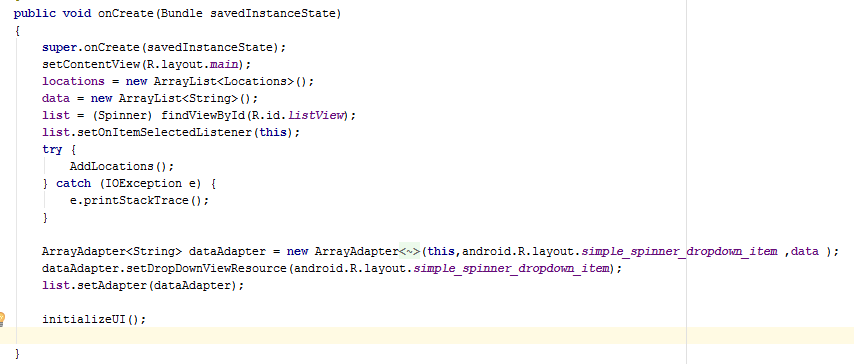 public void onCreate(Bundle savedInstanceState)
{
super.onCreate(savedInstanceState);
setContentView(R.layout.main);
locations = new ArrayList<Locations>();
data = new ArrayList<String>();
list = (Spinner) findViewById(R.id.listView);
list.setOnItemSelectedListener(this);
try {
AddLocations();
} catch (IOException e) {
e.printStackTrace();
}
ArrayAdapter<String> dataAdapter = new ArrayAdapter<~>(this,android.R.layout.simple_spinner_dropdown_item ,data );
dataAdapter.setDropDownViewResource(android.R.layout.simple_spinner_dropdown_item);
list.setAdapter(dataAdapter);
initializeUI();
}